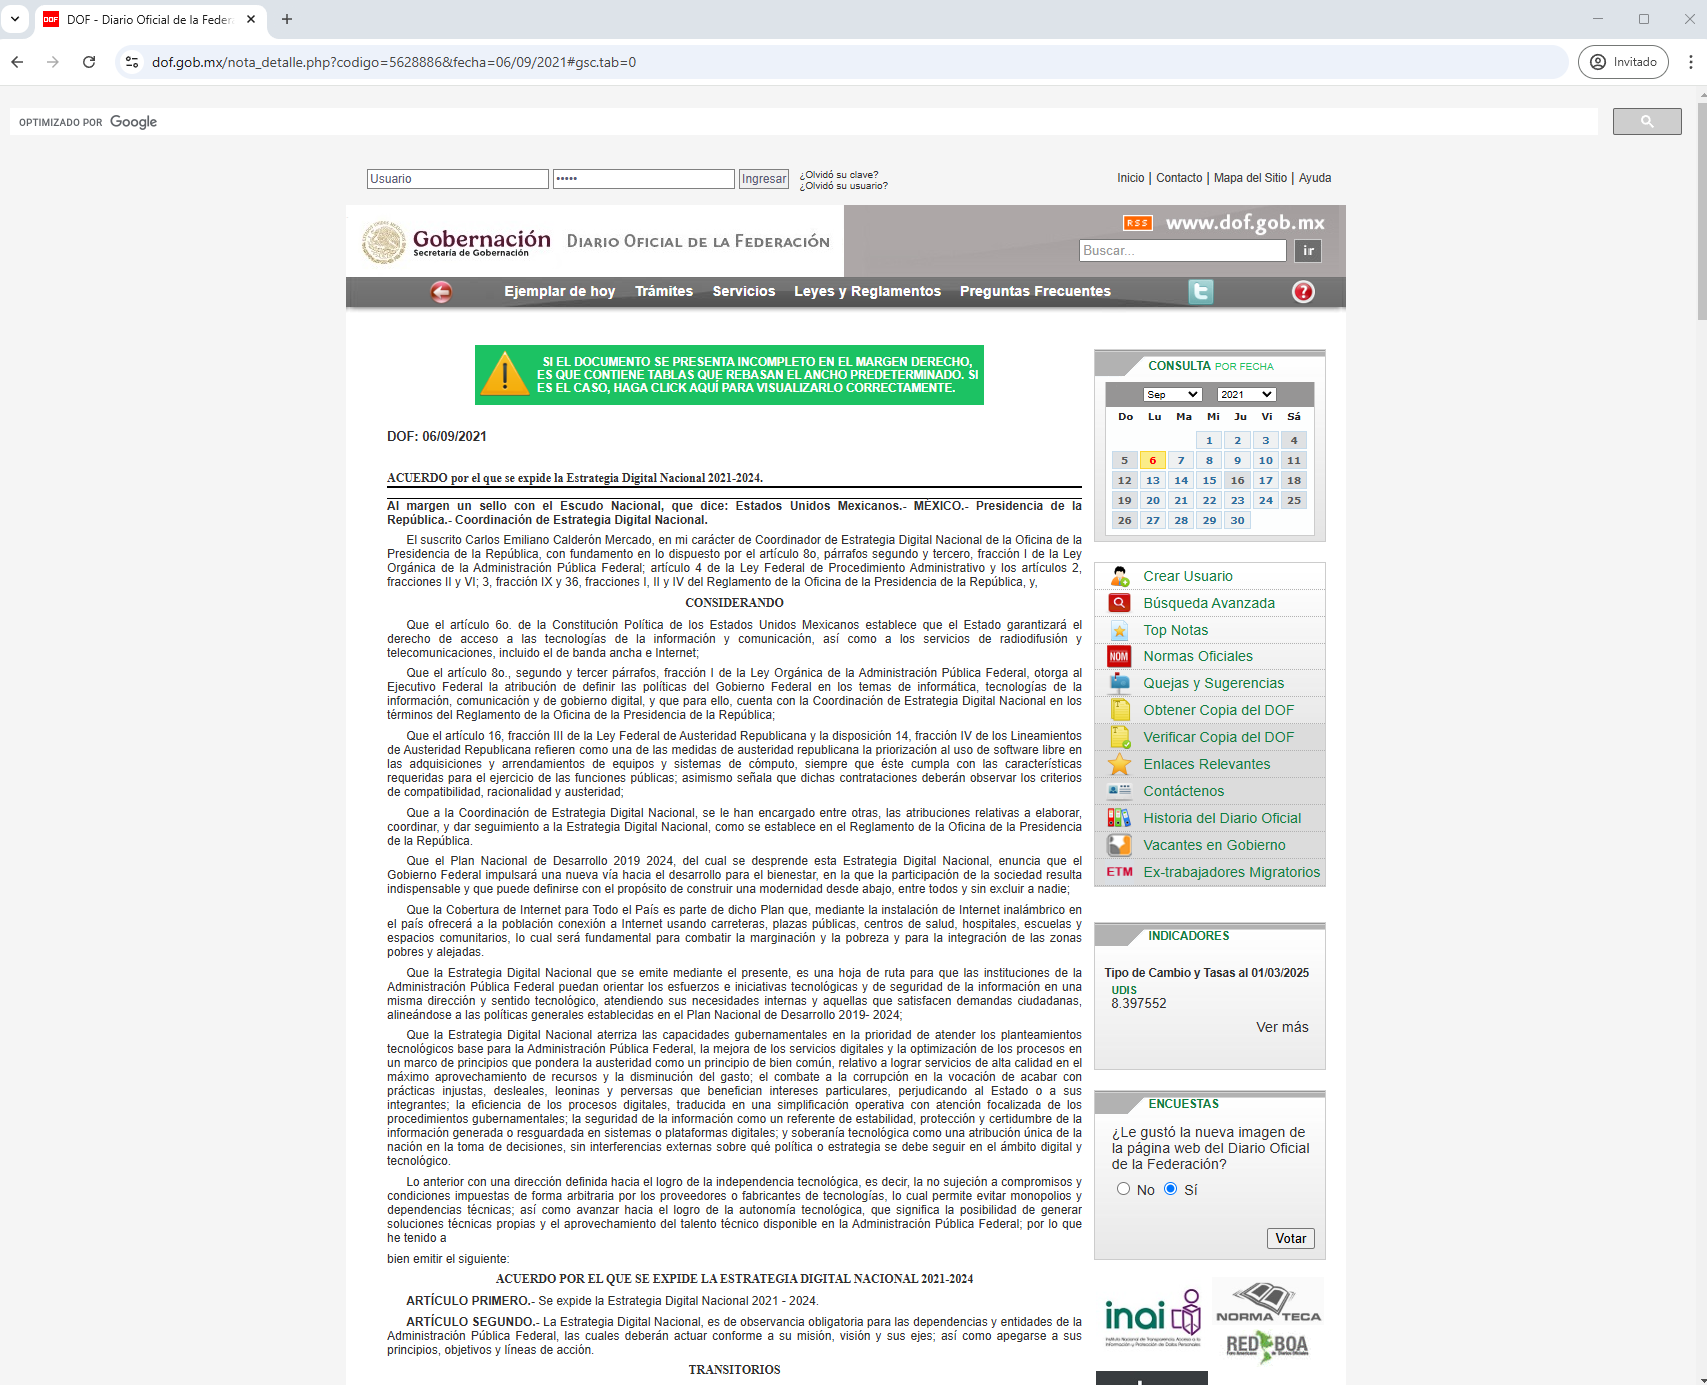 DOF - Diario Oficial de la Feder
dof.gob.mx/nota_detalle.php?codigo=5628886&fecha=06/09/2021#gsc.tab=0
Invitado
OPTIMIZADO POR Google
Usuario
•••••
Ingresar
¿Olvidó su clave?
¿Olvidó su usuario?
Inicio | Contacto | Mapa del Sitio | Ayuda
Gobernación
Secretaría de Gobernación
DIARIO OFICIAL DE LA FEDERACIÓN
RSS www.dof.gob.mx
Buscar... ir
Ejemplar de hoy Trámites Servicios Leyes y Reglamentos Preguntas Frecuentes
SI EL DOCUMENTO SE PRESENTA INCOMPLETO EN EL MARGEN DERECHO,
ES QUE CONTIENE TABLAS QUE REBASAN EL ANCHO PREDETERMINADO. SI
ES EL CASO, HAGA CLICK AQUÍ PARA VISUALIZARLO CORRECTAMENTE.
DOF: 06/09/2021
ACUERDO por el que se expide la Estrategia Digital Nacional 2021-2024.
Al margen un sello con el Escudo Nacional, que dice: Estados Unidos Mexicanos.- MÉXICO.- Presidencia de la
República.- Coordinación de Estrategia Digital Nacional.
El suscrito Carlos Emiliano Calderón Mercado, en mi carácter de Coordinador de Estrategia Digital Nacional de la Oficina de la
Presidencia de la República, con fundamento en lo dispuesto por el artículo 8o, párrafos segundo y tercero, fracción I de la Ley
Orgánica de la Administración Pública Federal; artículo 4 de la Ley Federal de Procedimiento Administrativo y los artículos 2,
fracciones II y VI; 3, fracción IX y 36, fracciones I, II y IV del Reglamento de la Oficina de la Presidencia de la República, y,
CONSIDERANDO
Que el artículo 6o. de la Constitución Política de los Estados Unidos Mexicanos establece que el Estado garantizará el
derecho de acceso a las tecnologías de la información y comunicación, así como a los servicios de radiodifusión y
telecomunicaciones, incluido el de banda ancha e Internet;
Que el artículo 8o., segundo y tercer párrafos, fracción I de la Ley Orgánica de la Administración Pública Federal, otorga al
Ejecutivo Federal la atribución de definir las políticas del Gobierno Federal en los temas de informática, tecnologías de la
información, comunicación y de gobierno digital, y que para ello, cuenta con la Coordinación de Estrategia Digital Nacional en los
términos del Reglamento de la Oficina de la Presidencia de la República;
Que el artículo 16, fracción III de la Ley Federal de Austeridad Republicana y la disposición 14, fracción IV de los Lineamientos
de Austeridad Republicana refieren como una de las medidas de austeridad republicana la priorización al uso de software libre en
las adquisiciones y arrendamientos de equipos y sistemas de cómputo, siempre que éste cumpla con las características
requeridas para el ejercicio de las funciones públicas; asimismo señala que dichas contrataciones deberán observar los criterios
de compatibilidad, racionalidad y austeridad;
Que a la Coordinación de Estrategia Digital Nacional, se le han encargado entre otras, las atribuciones relativas a elaborar,
coordinar, y dar seguimiento a la Estrategia Digital Nacional, como se establece en el Reglamento de la Oficina de la Presidencia
de la República.
Que el Plan Nacional de Desarrollo 2019 2024, del cual se desprende esta Estrategia Digital Nacional, enuncia que el
Gobierno Federal impulsará una nueva vía hacia el desarrollo para el bienestar, en la que la participación de la sociedad resulta
indispensable y que puede definirse con el propósito de construir una modernidad desde abajo, entre todos y sin excluir a nadie;
Que la Cobertura de Internet para Todo el País es parte de dicho Plan que, mediante la instalación de Internet inalámbrico en
el país ofrecerá a la población conexión a Internet usando carreteras, plazas públicas, centros de salud, hospitales, escuelas y
espacios comunitarios, lo cual será fundamental para combatir la marginación y la pobreza y para la integración de las zonas
pobres y alejadas.
Que la Estrategia Digital Nacional que se emite mediante el presente, es una hoja de ruta para que las instituciones de la
Administración Pública Federal puedan orientar los esfuerzos e iniciativas tecnológicas y de seguridad de la información en una
misma dirección y sentido tecnológico, atendiendo sus necesidades internas y aquellas que satisfacen demandas ciudadanas,
alineándose a las políticas generales establecidas en el Plan Nacional de Desarrollo 2019- 2024;
Que la Estrategia Digital Nacional aterriza las capacidades gubernamentales en la prioridad de atender los planteamientos
tecnológicos base para la Administración Pública Federal, la mejora de los servicios digitales y la optimización de los procesos en
un marco de principios que pondera la austeridad como un principio de bien común, relativo a lograr servicios de alta calidad en el
máximo aprovechamiento de recursos y la disminución del gasto; el combate a la corrupción en la vocación de acabar con
prácticas injustas, desleales, leoninas y perversas que benefician intereses particulares, perjudicando al Estado o a sus
integrantes; la eficiencia de los procesos digitales, traducida en una simplificación operativa con atención focalizada de los
procedimientos gubernamentales; la seguridad de la información como un referente de estabilidad, protección y certidumbre de la
información generada o resguardada en sistemas o plataformas digitales; y soberanía tecnológica como una atribución única de la
nación en la toma de decisiones, sin interferencias externas sobre qué política o estrategia se debe seguir en el ámbito digital y
tecnológico.
Lo anterior con una dirección definida hacia el logro de la independencia tecnológica, es decir, la no sujeción a compromisos y
condiciones impuestas de forma arbitraria por los proveedores o fabricantes de tecnologías, lo cual permite evitar monopolios y
dependencias técnicas; así como avanzar hacia el logro de la autonomía tecnológica, que significa la posibilidad de generar
soluciones técnicas propias y el aprovechamiento del talento técnico disponible en la Administración Pública Federal; por lo que
he tenido a
bien emitir el siguiente:
ACUERDO POR EL QUE SE EXPIDE LA ESTRATEGIA DIGITAL NACIONAL 2021-2024
ARTÍCULO PRIMERO.- Se expide la Estrategia Digital Nacional 2021 - 2024.
ARTÍCULO SEGUNDO.- La Estrategia Digital Nacional, es de observancia obligatoria para las dependencias y entidades de la
Administración Pública Federal, las cuales deberán actuar conforme a su misión, visión y sus ejes; así como apegarse a sus
principios, objetivos y líneas de acción.
TRANSITORIOS
CONSULTA POR FECHA
Sep 2021
Do Lu Ma Mi Ju Vi Sá
1 2 3 4
5 6 7 8 9 10 11
12 13 14 15 16 17 18
19 20 21 22 23 24 25
26 27 28 29 30
Crear Usuario
Búsqueda Avanzada
Top Notas
NOM Normas Oficiales
Quejas y Sugerencias
Obtener Copia del DOF
Verificar Copia del DOF
Enlaces Relevantes
Contáctenos
Historia del Diario Oficial
Vacantes en Gobierno
ETM Ex-trabajadores Migratorios
INDICADORES
Tipo de Cambio y Tasas al 01/03/2025
UDIS
8.397552
Ver más
ENCUESTAS
¿Le gustó la nueva imagen de
la página web del Diario Oficial
de la Federación?
No Sí
Votar
inai
Instituto Nacional de Transparencia, Acceso a la
Información y Protección de Datos Personales
NORMATECA
REDBOA